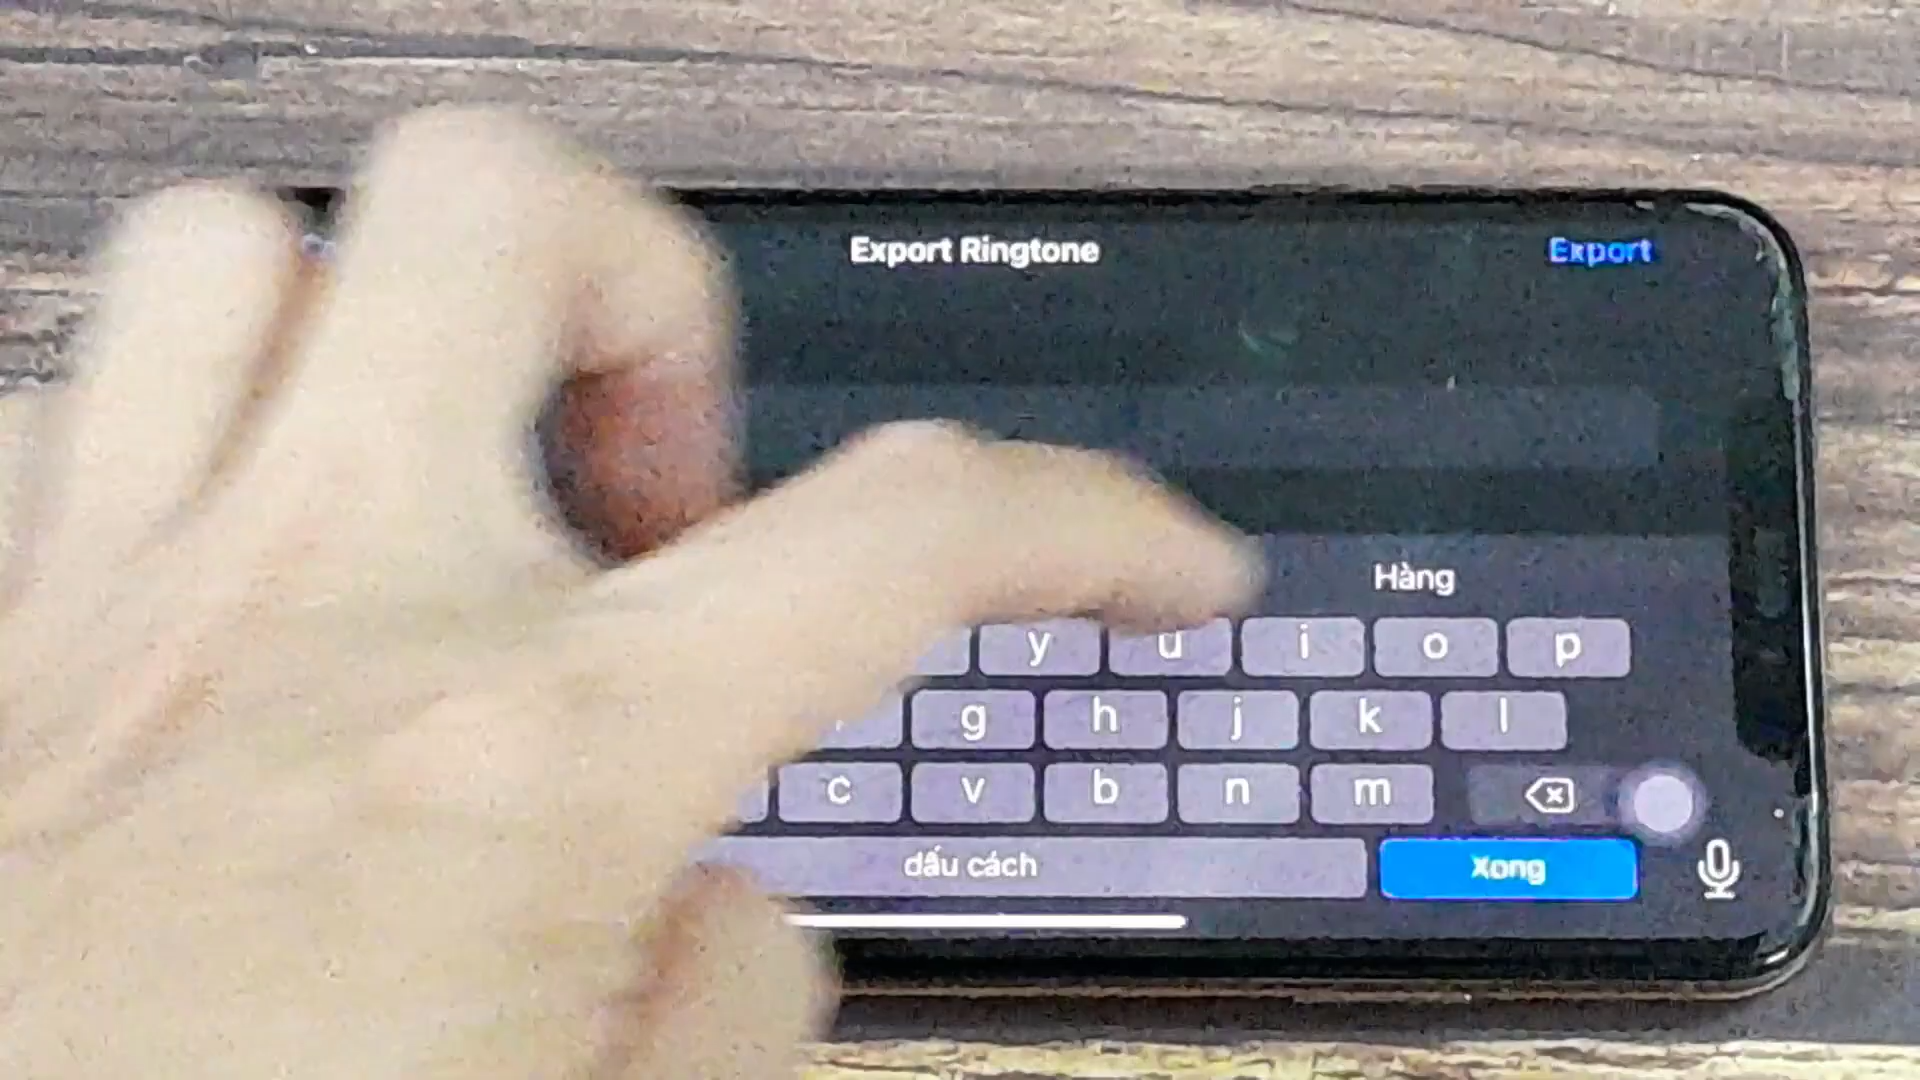 Export Ringtone Export
Hàng
y u i o p
g h j k l
c v b n m
dấu cách Xong